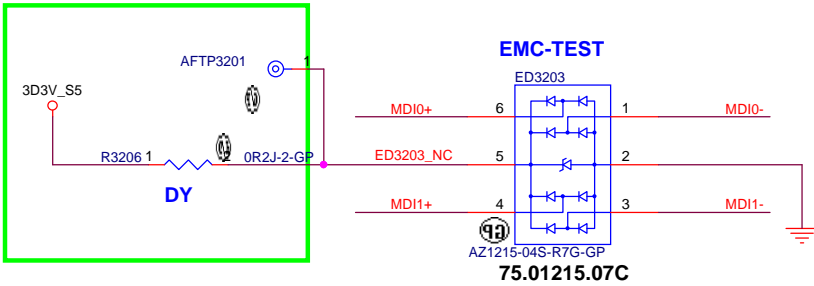 EMC-TEST
AFTP3201
1
3D3V_S5
ED3203
MDI0+
6
1
MDI0-
R3206
1
2
0R2J-2-GP
ED3203_NC
5
2
DY
MDI1+
4
3
MDI1-
GP
AZ1215-04S-R7G-GP
75.01215.07C